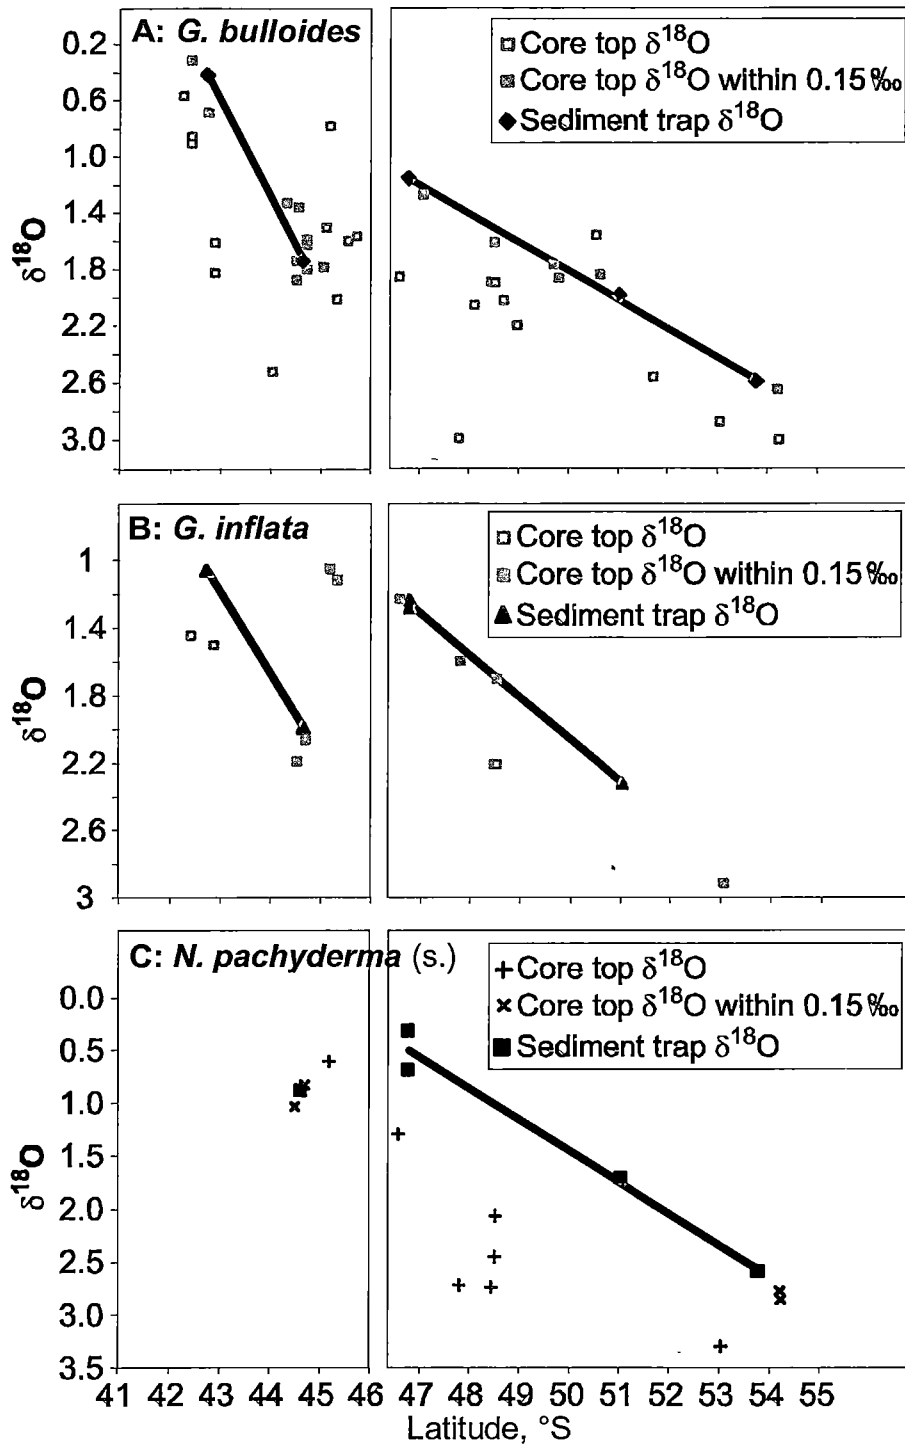 A: G. bulloides
Core top δ¹⁸O
Core top δ¹⁸O within 0.15‰
Sediment trap δ¹⁸O
0.2
0.6
1.0
1.4
1.8
2.2
2.6
3.0
δ¹⁸O
B: G. inflata
Core top δ¹⁸O
Core top δ¹⁸O within 0.15‰
Sediment trap δ¹⁸O
1
1.4
1.8
2.2
2.6
3
δ¹⁸O
C: N. pachyderma (s.)
Core top δ¹⁸O
Core top δ¹⁸O within 0.15‰
Sediment trap δ¹⁸O
0.0
0.5
1.0
1.5
2.0
2.5
3.0
3.5
δ¹⁸O
41 42 43 44 45 46 47 48 49 50 51 52 53 54 55
Latitude, °S